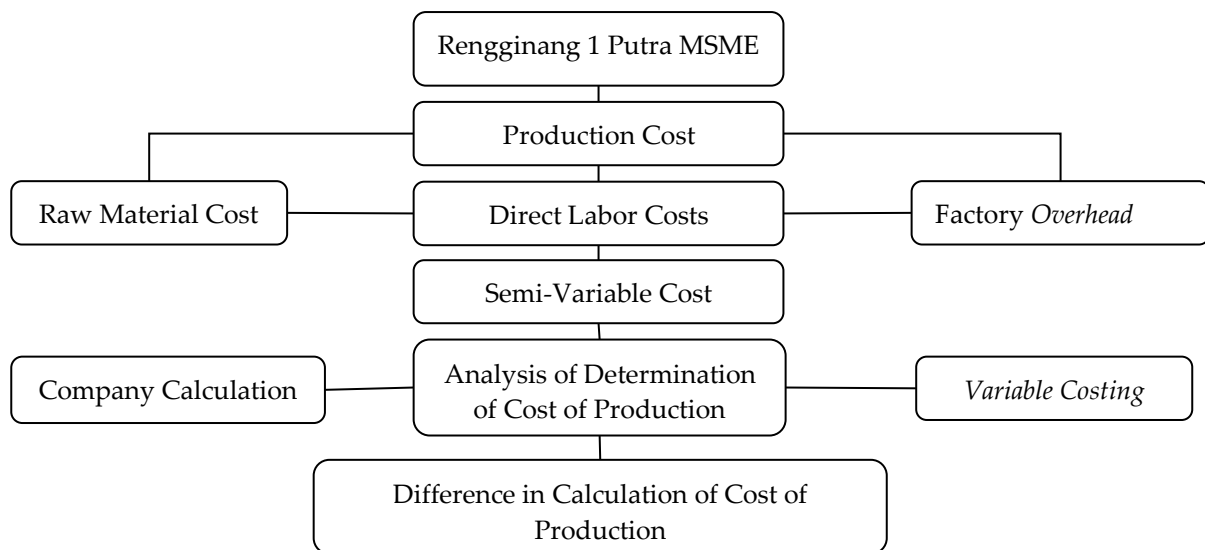 Rengginang 1 Putra MSME
Production Cost
Raw Material Cost
Direct Labor Costs
Factory Overhead
Semi-Variable Cost
Company Calculation
Analysis of Determination
of Cost of Production
Variable Costing
Difference in Calculation of Cost of
Production